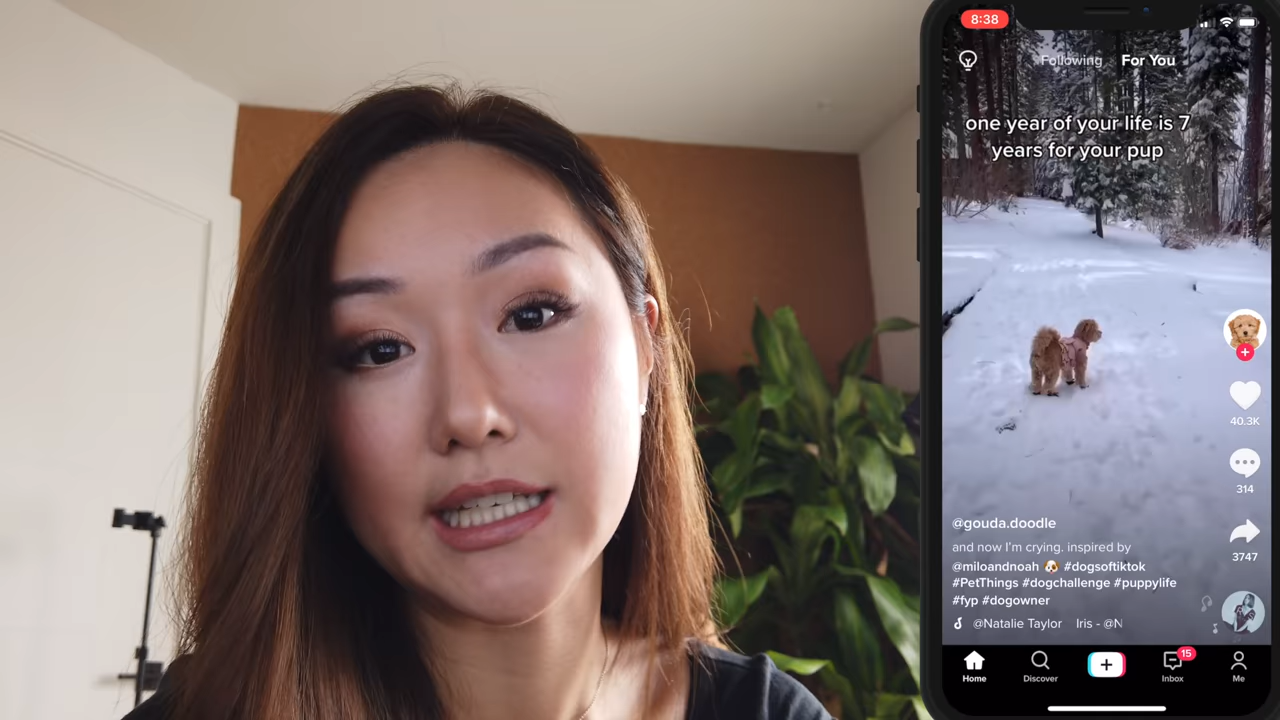 8:38
Following For You
one year of your life is 7
years for your pup
40.3K
314
3747
@gouda.doodle
and now I'm crying. inspired by
@miloandnoah 🐶 #dogsoftiktok
#PetThings #dogchallenge #puppylife
#fyp #dogowner
@Natalie Taylor Iris - @N
15
Home Discover Inbox Me